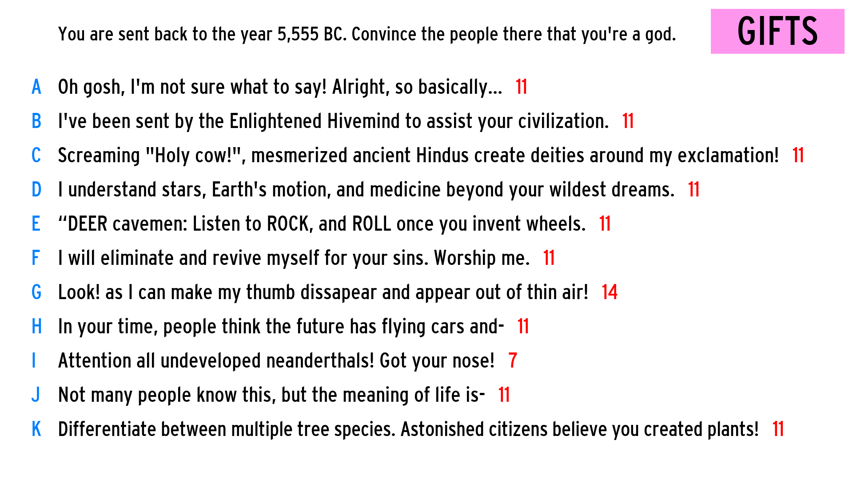 You are sent back to the year 5,555 BC. Convince the people there that you're a god.
GIFTS
A Oh gosh, I'm not sure what to say! Alright, so basically... 11
B I've been sent by the Enlightened Hivemind to assist your civilization. 11
C Screaming "Holy cow!", mesmerized ancient Hindus create deities around my exclamation! 11
D I understand stars, Earth's motion, and medicine beyond your wildest dreams. 11
E “DEER cavemen: Listen to ROCK, and ROLL once you invent wheels. 11
F I will eliminate and revive myself for your sins. Worship me. 11
G Look! as I can make my thumb dissapear and appear out of thin air! 14
H In your time, people think the future has flying cars and- 11
I Attention all undeveloped neanderthals! Got your nose! 7
J Not many people know this, but the meaning of life is- 11
K Differentiate between multiple tree species. Astonished citizens believe you created plants! 11